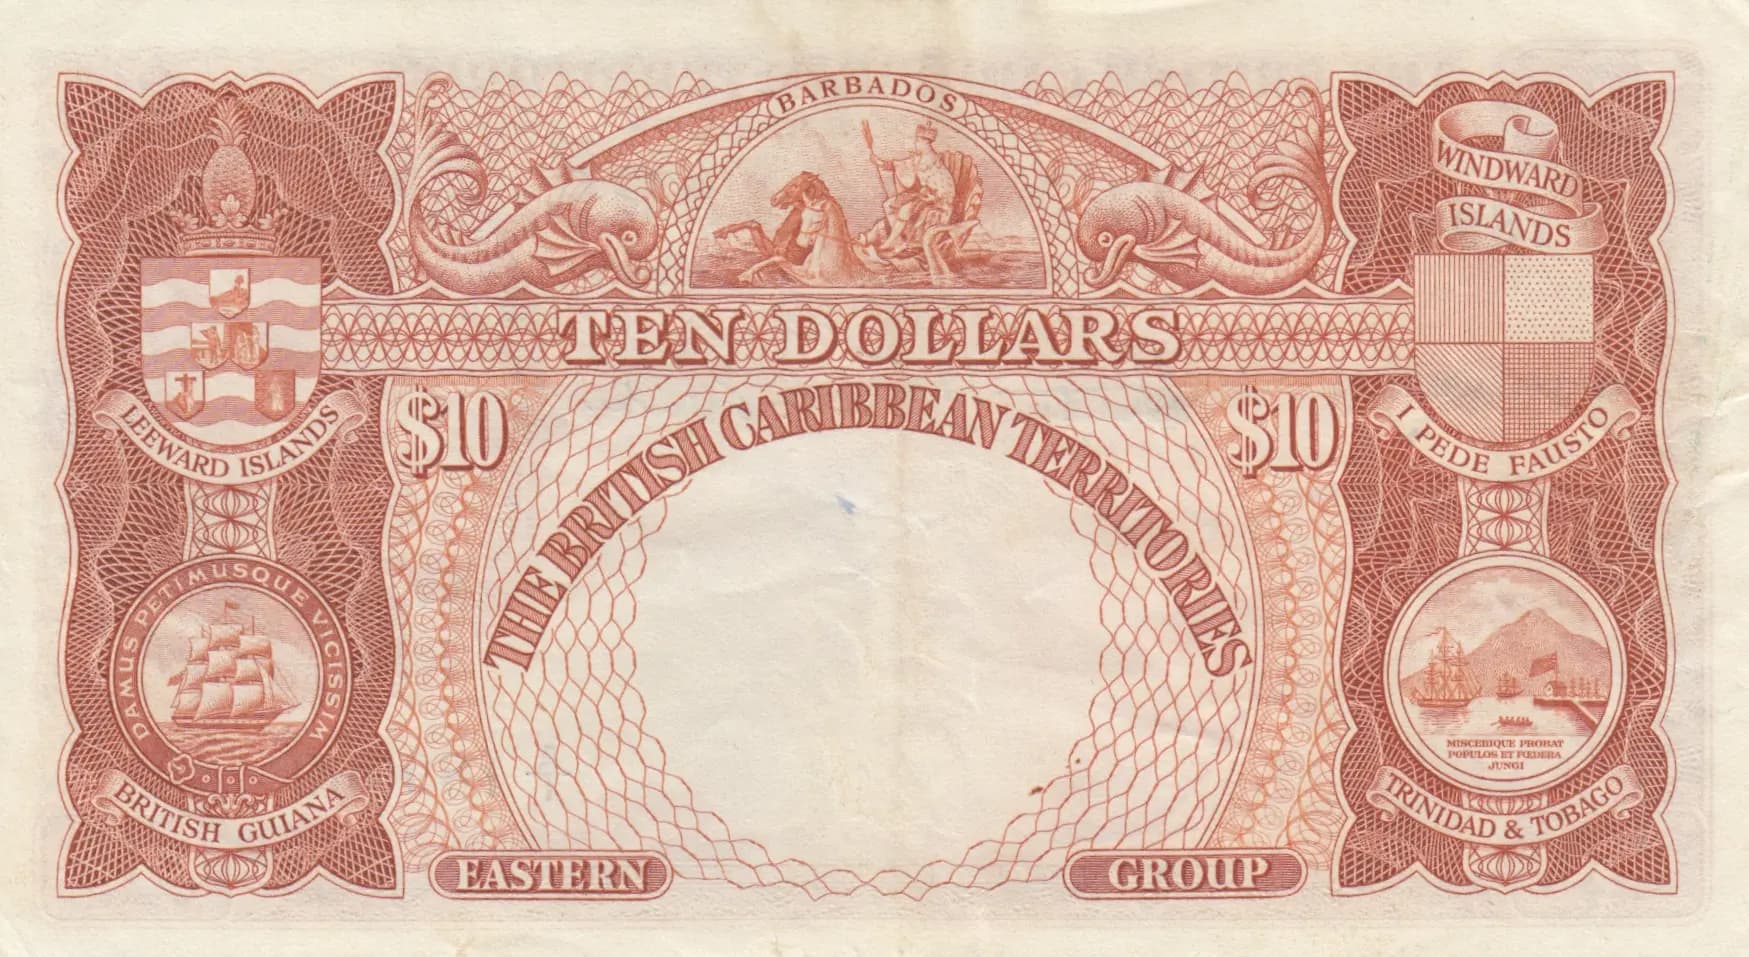 BARBADOS
WINDWARD
ISLANDS
TEN DOLLARS
$10
$10
LEEWARD ISLANDS
I PEDE FAUSTO
THE BRITISH CARIBBEAN TERRITORIES
DAMUS PETIMUSQUE VICISSIM
MISCERIQUE PROBAT
POPULOS ET FŒDERA
JUNGI
BRITISH GUIANA
TRINIDAD & TOBAGO
EASTERN
GROUP